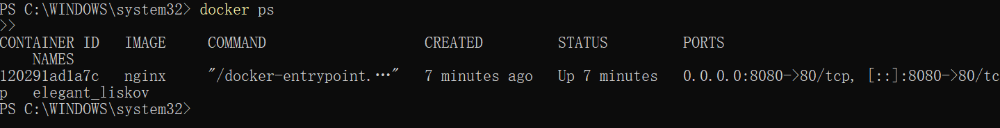 PS C:\WINDOWS\system32> docker ps
>>
CONTAINER ID   IMAGE     COMMAND                  CREATED         STATUS         PORTS
    NAMES
120291ad1a7c   nginx     "/docker-entrypoint.…"   7 minutes ago   Up 7 minutes   0.0.0.0:8080->80/tcp, [::]:8080->80/tc
p   elegant_liskov
PS C:\WINDOWS\system32>